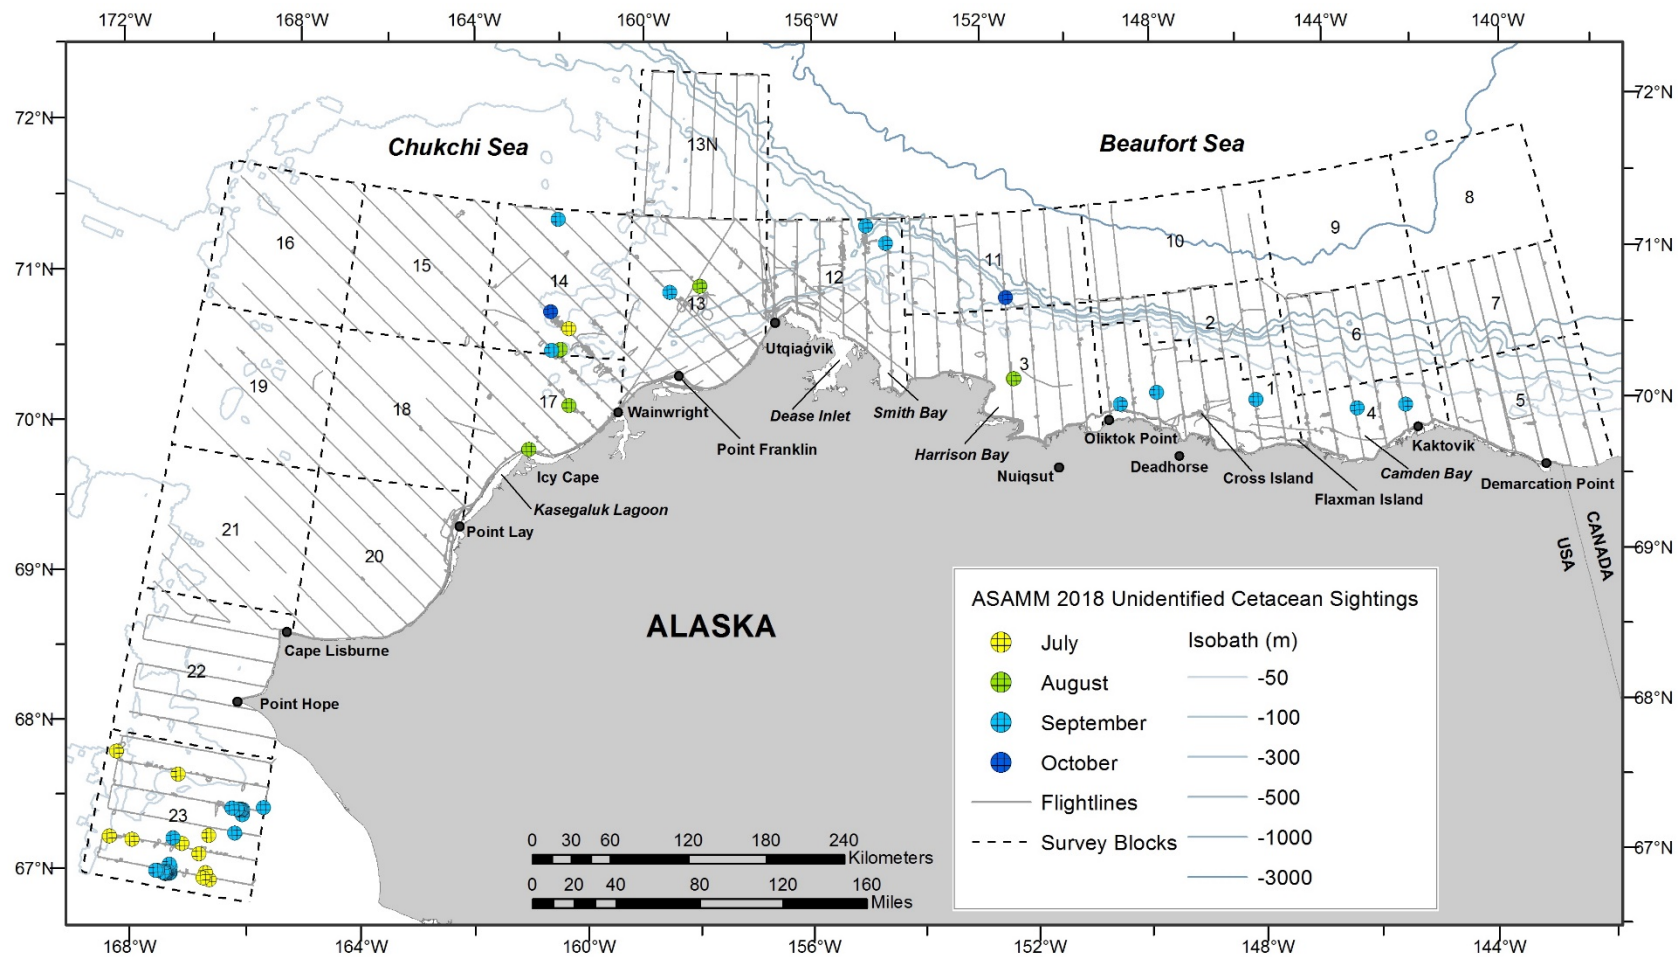 172°W 168°W 164°W 160°W 156°W 152°W 148°W 144°W 140°W
72°N 72°N
Chukchi Sea Beaufort Sea
13N
8
16 9
71°N 10 71°N
15 14 11
12
13 7
2 6
Utqiaġvik
19 3
70°N 18 17 1 4 5 70°N
Wainwright Dease Inlet Smith Bay
Point Franklin Harrison Bay Oliktok Point Kaktovik
Icy Cape Nuiqsut Deadhorse Cross Island Camden Bay Demarcation Point
Kasegaluk Lagoon Flaxman Island
21 Point Lay CANADA
20 USA
69°N 69°N
ASAMM 2018 Unidentified Cetacean Sightings
ALASKA
July Isobath (m)
Cape Lisburne
22 August -50
Point Hope
68°N September -100 68°N
October -300
23 Flightlines -500
0 30 60 120 180 240
Kilometers
67°N Survey Blocks -1000 67°N
0 20 40 80 120 160
Miles
-3000
168°W 164°W 160°W 156°W 152°W 148°W 144°W 140°W